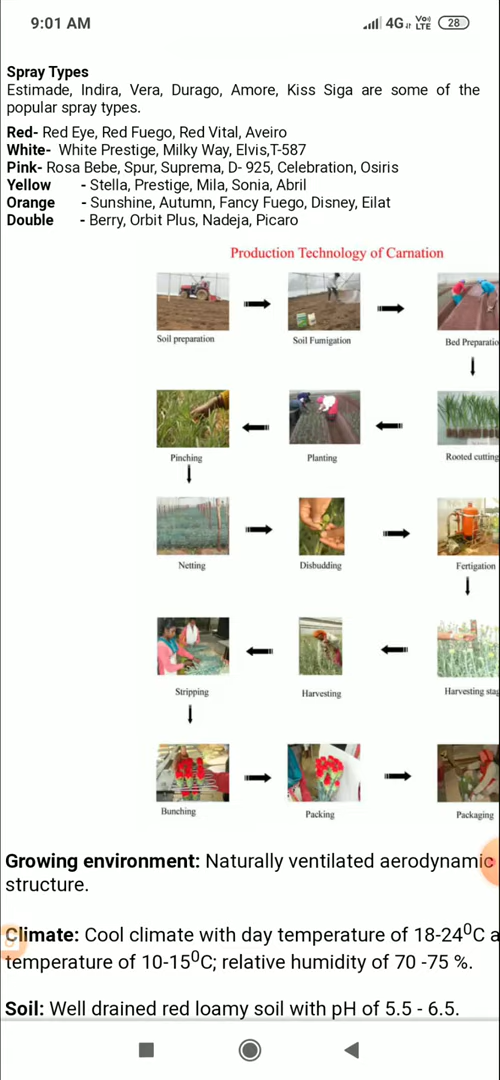 9:01 AM 4G Vo)) LTE 28
Spray Types
Estimade, Indira, Vera, Durago, Amore, Kiss Siga are some of the
popular spray types.
Red- Red Eye, Red Fuego, Red Vital, Aveiro
White- White Prestige, Milky Way, Elvis,T-587
Pink- Rosa Bebe, Spur, Suprema, D- 925, Celebration, Osiris
Yellow - Stella, Prestige, Mila, Sonia, Abril
Orange - Sunshine, Autumn, Fancy Fuego, Disney, Eilat
Double - Berry, Orbit Plus, Nadeja, Picaro
Production Technology of Carnation
Soil preparation Soil Fumigation Bed Preparatio
Pinching Planting Rooted cutting
Netting Disbudding Fertigation
Stripping Harvesting Harvesting sta
Bunching Packing Packaging
Growing environment: Naturally ventilated aerodynamic
structure.
Climate: Cool climate with day temperature of 18-24⁰C a
temperature of 10-15⁰C; relative humidity of 70 -75 %.
Soil: Well drained red loamy soil with pH of 5.5 - 6.5.